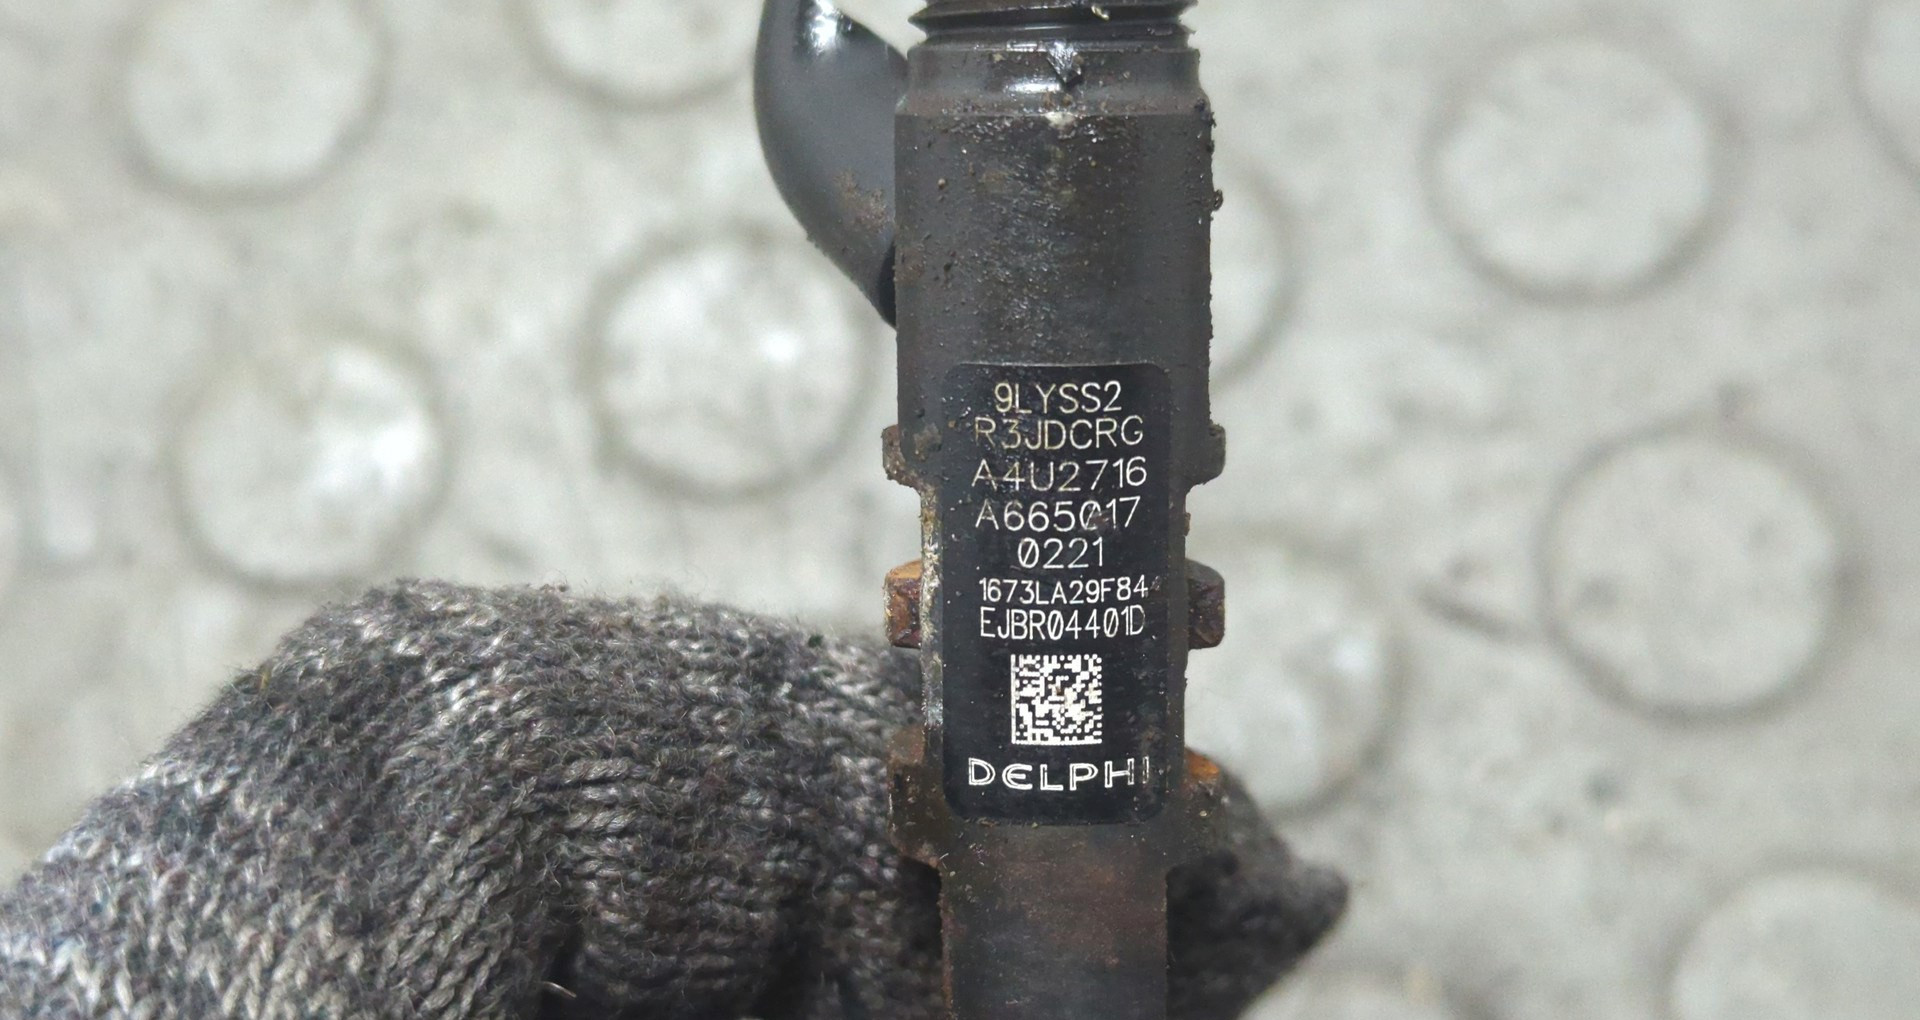 9LYSS2
R3JDCRG
A4U2716
A665017
0221
1673LA29F84
EJBR04401D
DELPHI